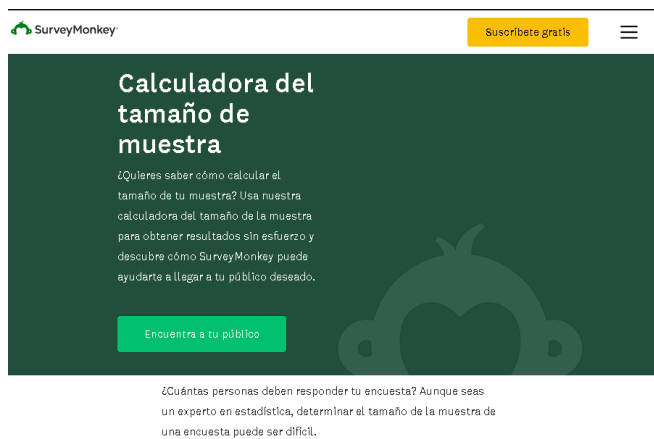 SurveyMonkey
Suscríbete gratis
Calculadora del
tamaño de
muestra
¿Quieres saber cómo calcular el
tamaño de tu muestra? Usa nuestra
calculadora del tamaño de la muestra
para obtener resultados sin esfuerzo y
descubre cómo SurveyMonkey puede
ayudarte a llegar a tu público deseado.
Encuentra a tu público
¿Cuántas personas deben responder tu encuesta? Aunque seas
un experto en estadística, determinar el tamaño de la muestra de
una encuesta puede ser difícil.